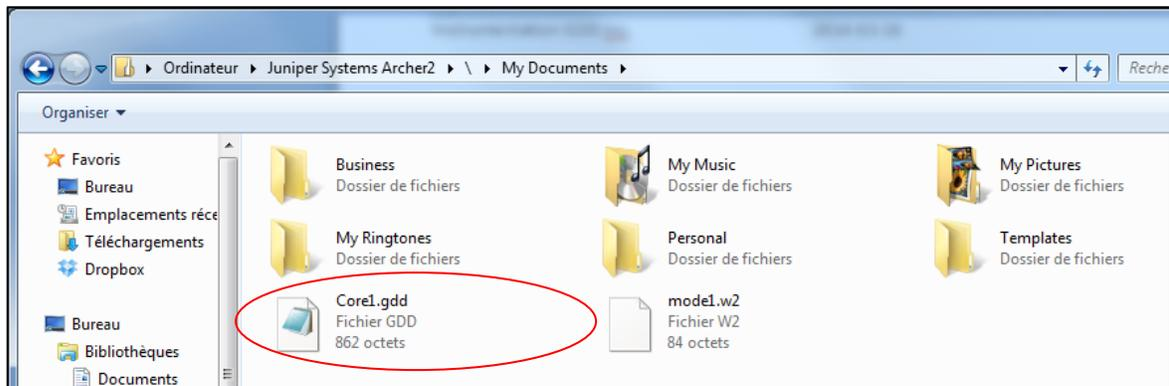 Ordinateur ▸ Juniper Systems Archer2 ▸ \ ▸ My Documents ▸
Reche
Organiser
Favoris
Bureau
Emplacements réce
Téléchargements
Dropbox
Bureau
Bibliothèques
Documents
Business
Dossier de fichiers
My Music
Dossier de fichiers
My Pictures
Dossier de fichiers
My Ringtones
Dossier de fichiers
Personal
Dossier de fichiers
Templates
Dossier de fichiers
Core1.gdd
Fichier GDD
862 octets
mode1.w2
Fichier W2
84 octets